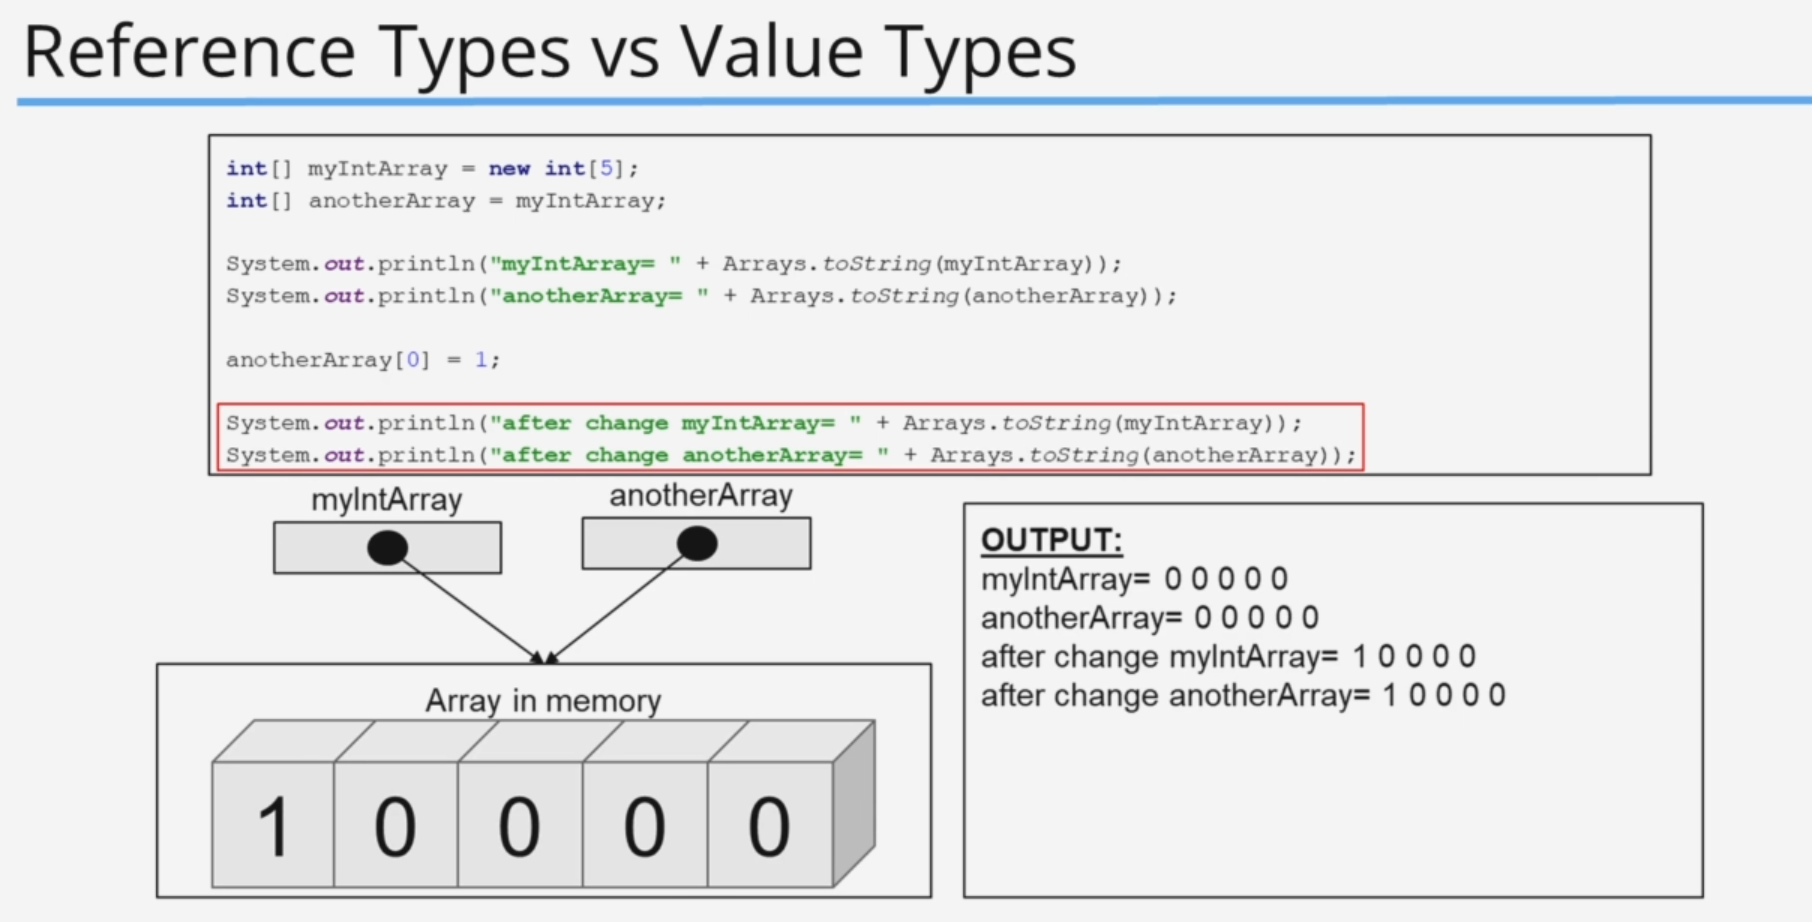 Reference Types vs Value Types
int[] myIntArray = new int[5];
int[] anotherArray = myIntArray;
System.out.println("myIntArray= " + Arrays.toString(myIntArray));
System.out.println("anotherArray= " + Arrays.toString(anotherArray));
anotherArray[0] = 1;
System.out.println("after change myIntArray= " + Arrays.toString(myIntArray));
System.out.println("after change anotherArray= " + Arrays.toString(anotherArray));
myIntArray
anotherArray
Array in memory
1 0 0 0 0
OUTPUT:
myIntArray= 0 0 0 0 0
anotherArray= 0 0 0 0 0
after change myIntArray= 1 0 0 0 0
after change anotherArray= 1 0 0 0 0